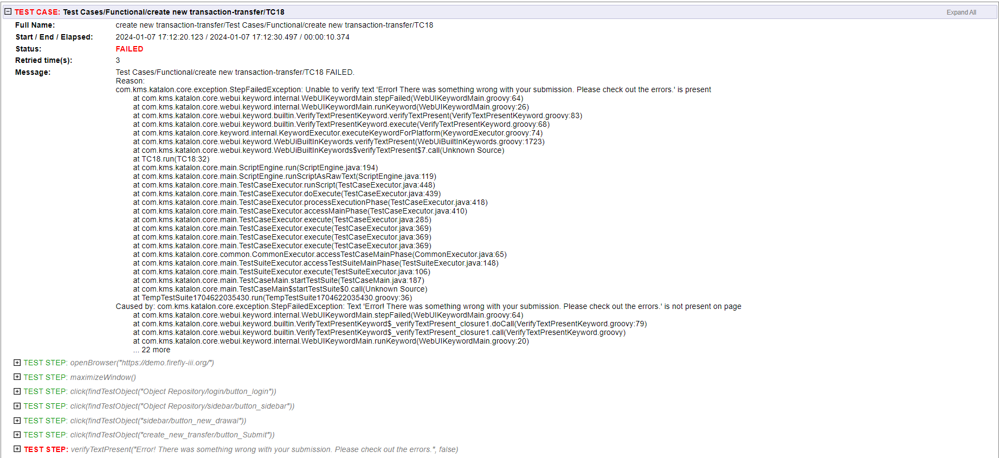 TEST CASE: Test Cases/Functional/create new transaction-transfer/TC18 Expand All
Full Name: create new transaction-transfer/Test Cases/Functional/create new transaction-transfer/TC18
Start / End / Elapsed: 2024-01-07 17:12:20.123 / 2024-01-07 17:12:30.497 / 00:00:10.374
Status: FAILED
Retried time(s): 3
Message: Test Cases/Functional/create new transaction-transfer/TC18 FAILED.
Reason:
com.kms.katalon.core.exception.StepFailedException: Unable to verify text 'Error! There was something wrong with your submission. Please check out the errors.' is present
at com.kms.katalon.core.webui.keyword.internal.WebUIKeywordMain.stepFailed(WebUIKeywordMain.groovy:64)
at com.kms.katalon.core.webui.keyword.internal.WebUIKeywordMain.runKeyword(WebUIKeywordMain.groovy:26)
at com.kms.katalon.core.webui.keyword.builtin.VerifyTextPresentKeyword.verifyTextPresent(VerifyTextPresentKeyword.groovy:83)
at com.kms.katalon.core.webui.keyword.builtin.VerifyTextPresentKeyword.execute(VerifyTextPresentKeyword.groovy:68)
at com.kms.katalon.core.keyword.internal.KeywordExecutor.executeKeywordForPlatform(KeywordExecutor.groovy:74)
at com.kms.katalon.core.webui.keyword.WebUiBuiltInKeywords.verifyTextPresent(WebUiBuiltInKeywords.groovy:1723)
at com.kms.katalon.core.webui.keyword.WebUiBuiltInKeywords$verifyTextPresent$7.call(Unknown Source)
at TC18.run(TC18:32)
at com.kms.katalon.core.main.ScriptEngine.run(ScriptEngine.java:194)
at com.kms.katalon.core.main.ScriptEngine.runScriptAsRawText(ScriptEngine.java:119)
at com.kms.katalon.core.main.TestCaseExecutor.runScript(TestCaseExecutor.java:448)
at com.kms.katalon.core.main.TestCaseExecutor.doExecute(TestCaseExecutor.java:439)
at com.kms.katalon.core.main.TestCaseExecutor.processExecutionPhase(TestCaseExecutor.java:418)
at com.kms.katalon.core.main.TestCaseExecutor.accessMainPhase(TestCaseExecutor.java:410)
at com.kms.katalon.core.main.TestCaseExecutor.execute(TestCaseExecutor.java:285)
at com.kms.katalon.core.main.TestCaseExecutor.execute(TestCaseExecutor.java:369)
at com.kms.katalon.core.main.TestCaseExecutor.execute(TestCaseExecutor.java:369)
at com.kms.katalon.core.main.TestCaseExecutor.execute(TestCaseExecutor.java:369)
at com.kms.katalon.core.common.CommonExecutor.accessTestCaseMainPhase(CommonExecutor.java:65)
at com.kms.katalon.core.main.TestSuiteExecutor.accessTestSuiteMainPhase(TestSuiteExecutor.java:148)
at com.kms.katalon.core.main.TestSuiteExecutor.execute(TestSuiteExecutor.java:106)
at com.kms.katalon.core.main.TestCaseMain.startTestSuite(TestCaseMain.java:187)
at com.kms.katalon.core.main.TestCaseMain$startTestSuite$0.call(Unknown Source)
at TempTestSuite1704622035430.run(TempTestSuite1704622035430.groovy:36)
Caused by: com.kms.katalon.core.exception.StepFailedException: Text 'Error! There was something wrong with your submission. Please check out the errors.' is not present on page
at com.kms.katalon.core.webui.keyword.internal.WebUIKeywordMain.stepFailed(WebUIKeywordMain.groovy:64)
at com.kms.katalon.core.webui.keyword.builtin.VerifyTextPresentKeyword$_verifyTextPresent_closure1.doCall(VerifyTextPresentKeyword.groovy:79)
at com.kms.katalon.core.webui.keyword.builtin.VerifyTextPresentKeyword$_verifyTextPresent_closure1.call(VerifyTextPresentKeyword.groovy)
at com.kms.katalon.core.webui.keyword.internal.WebUIKeywordMain.runKeyword(WebUIKeywordMain.groovy:20)
... 22 more
TEST STEP: openBrowser("https://demo.firefly-iii.org/")
TEST STEP: maximizeWindow()
TEST STEP: click(findTestObject("Object Repository/login/button_login"))
TEST STEP: click(findTestObject("Object Repository/sidebar/button_sidebar"))
TEST STEP: click(findTestObject("sidebar/button_new_drawal"))
TEST STEP: click(findTestObject("create_new_transfer/button_Submit"))
TEST STEP: verifyTextPresent("Error! There was something wrong with your submission. Please check out the errors.", false)